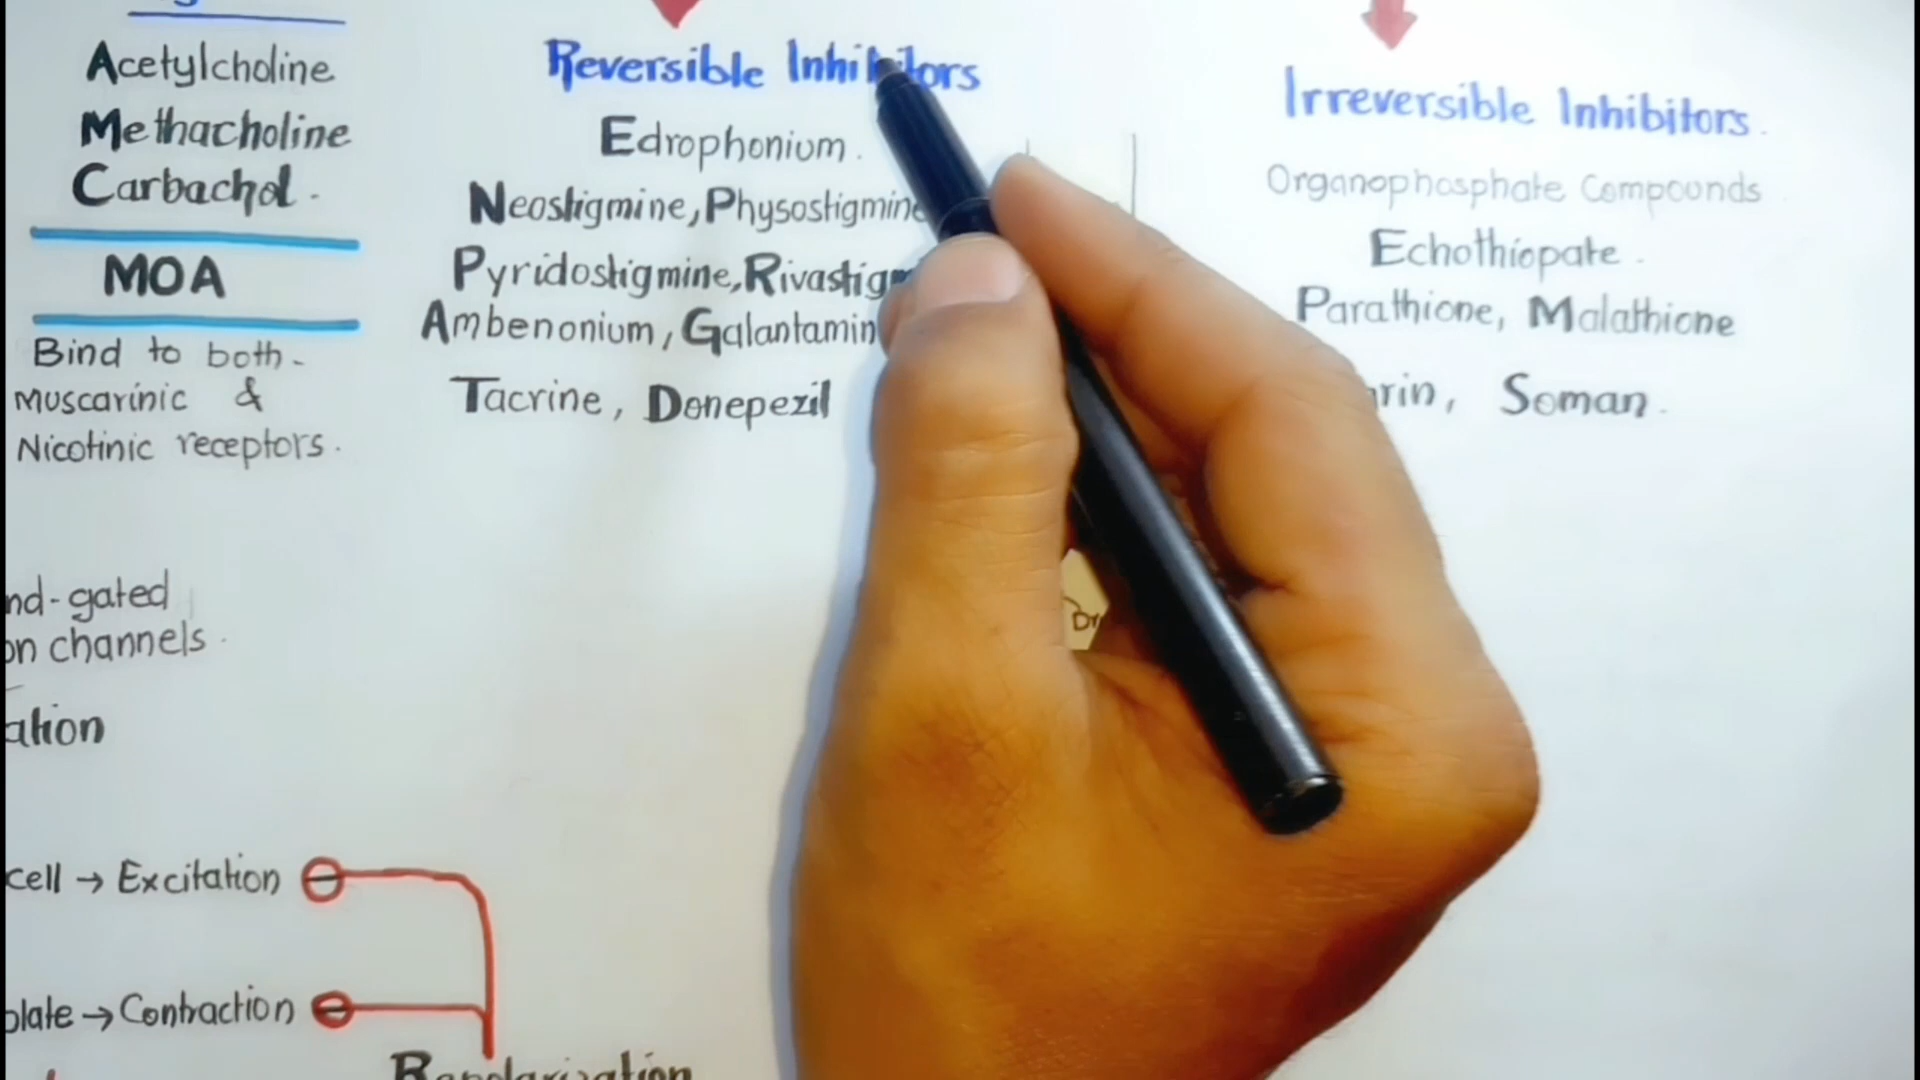 Acetylcholine
Methacholine
Carbachol.
MOA
Bind to both-
muscarinic &
Nicotinic receptors.
nd-gated
on channels.
ation
cell → Excitation
plate → Contraction
Reversible Inhibitors
Edrophonium.
Neostigmine, Physostigmine
Pyridostigmine, Rivastig
Ambenonium, Galantamin
Tacrine, Donepezil
Irreversible Inhibitors.
Organophosphate Compounds
Echothiopate.
Parathione, Malathione
rin, Soman.
Dr